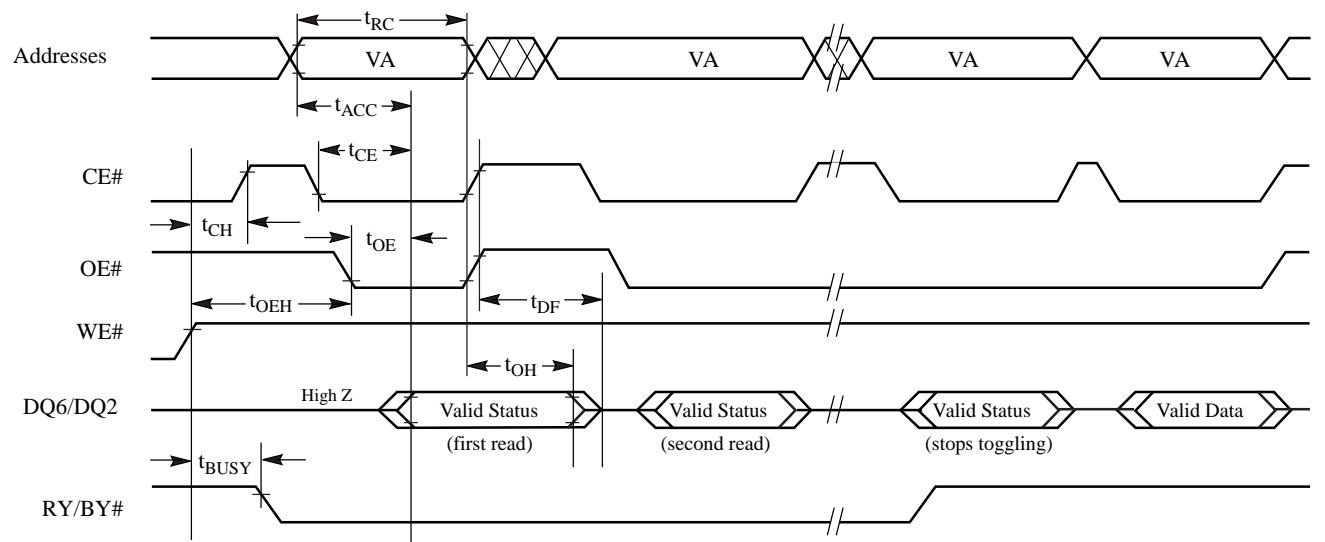 tRC
Addresses VA VA VA VA
tACC
tCE
CE#
tCH
tOE
OE#
tOEH tDF
WE#
tOH
High Z
DQ6/DQ2 Valid Status Valid Status Valid Status Valid Data
(first read) (second read) (stops toggling)
tBUSY
RY/BY#